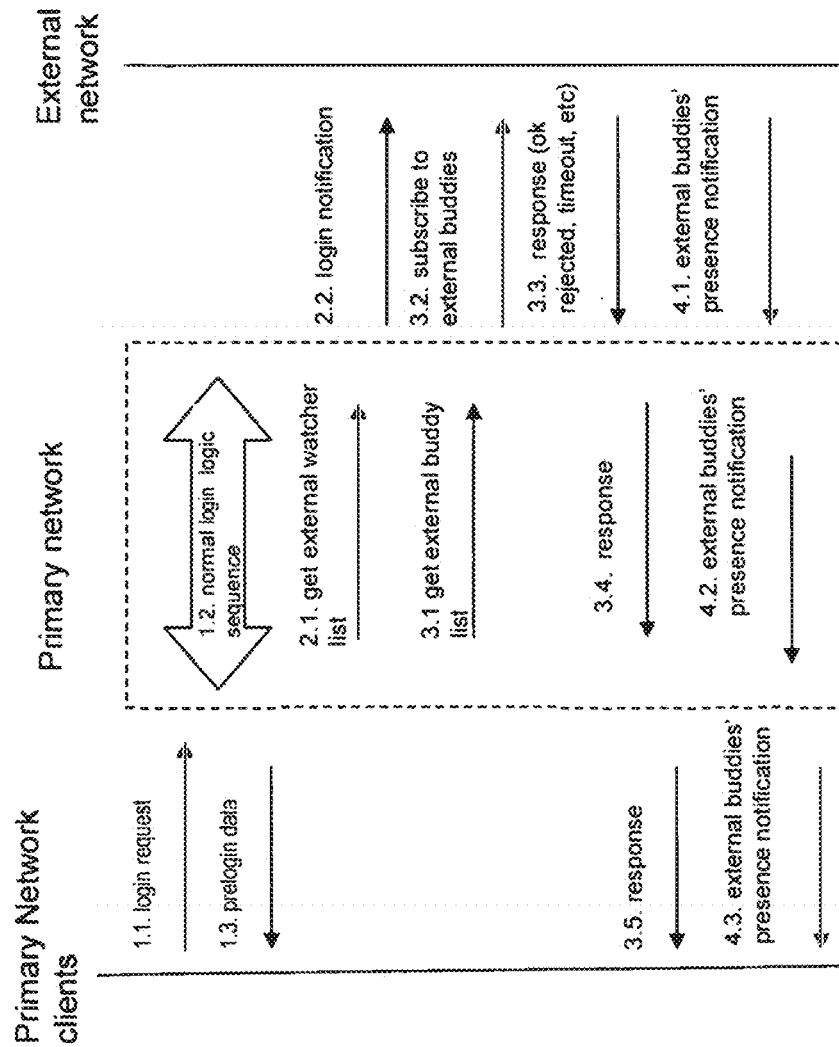 Primary Network
clients
Primary network
External
network
1.1. login request
1.3. prelogin data
1.2. normal login logic
sequence
2.1. get external watcher
list
2.2. login notification
3.1 get external buddy
list
3.2. subscribe to
external buddies
3.3. response (ok
rejected, timeout, etc)
3.4. response
3.5. response
4.1. external buddies'
presence notification
4.2. external buddies'
presence notification
4.3. external buddies'
presence notification